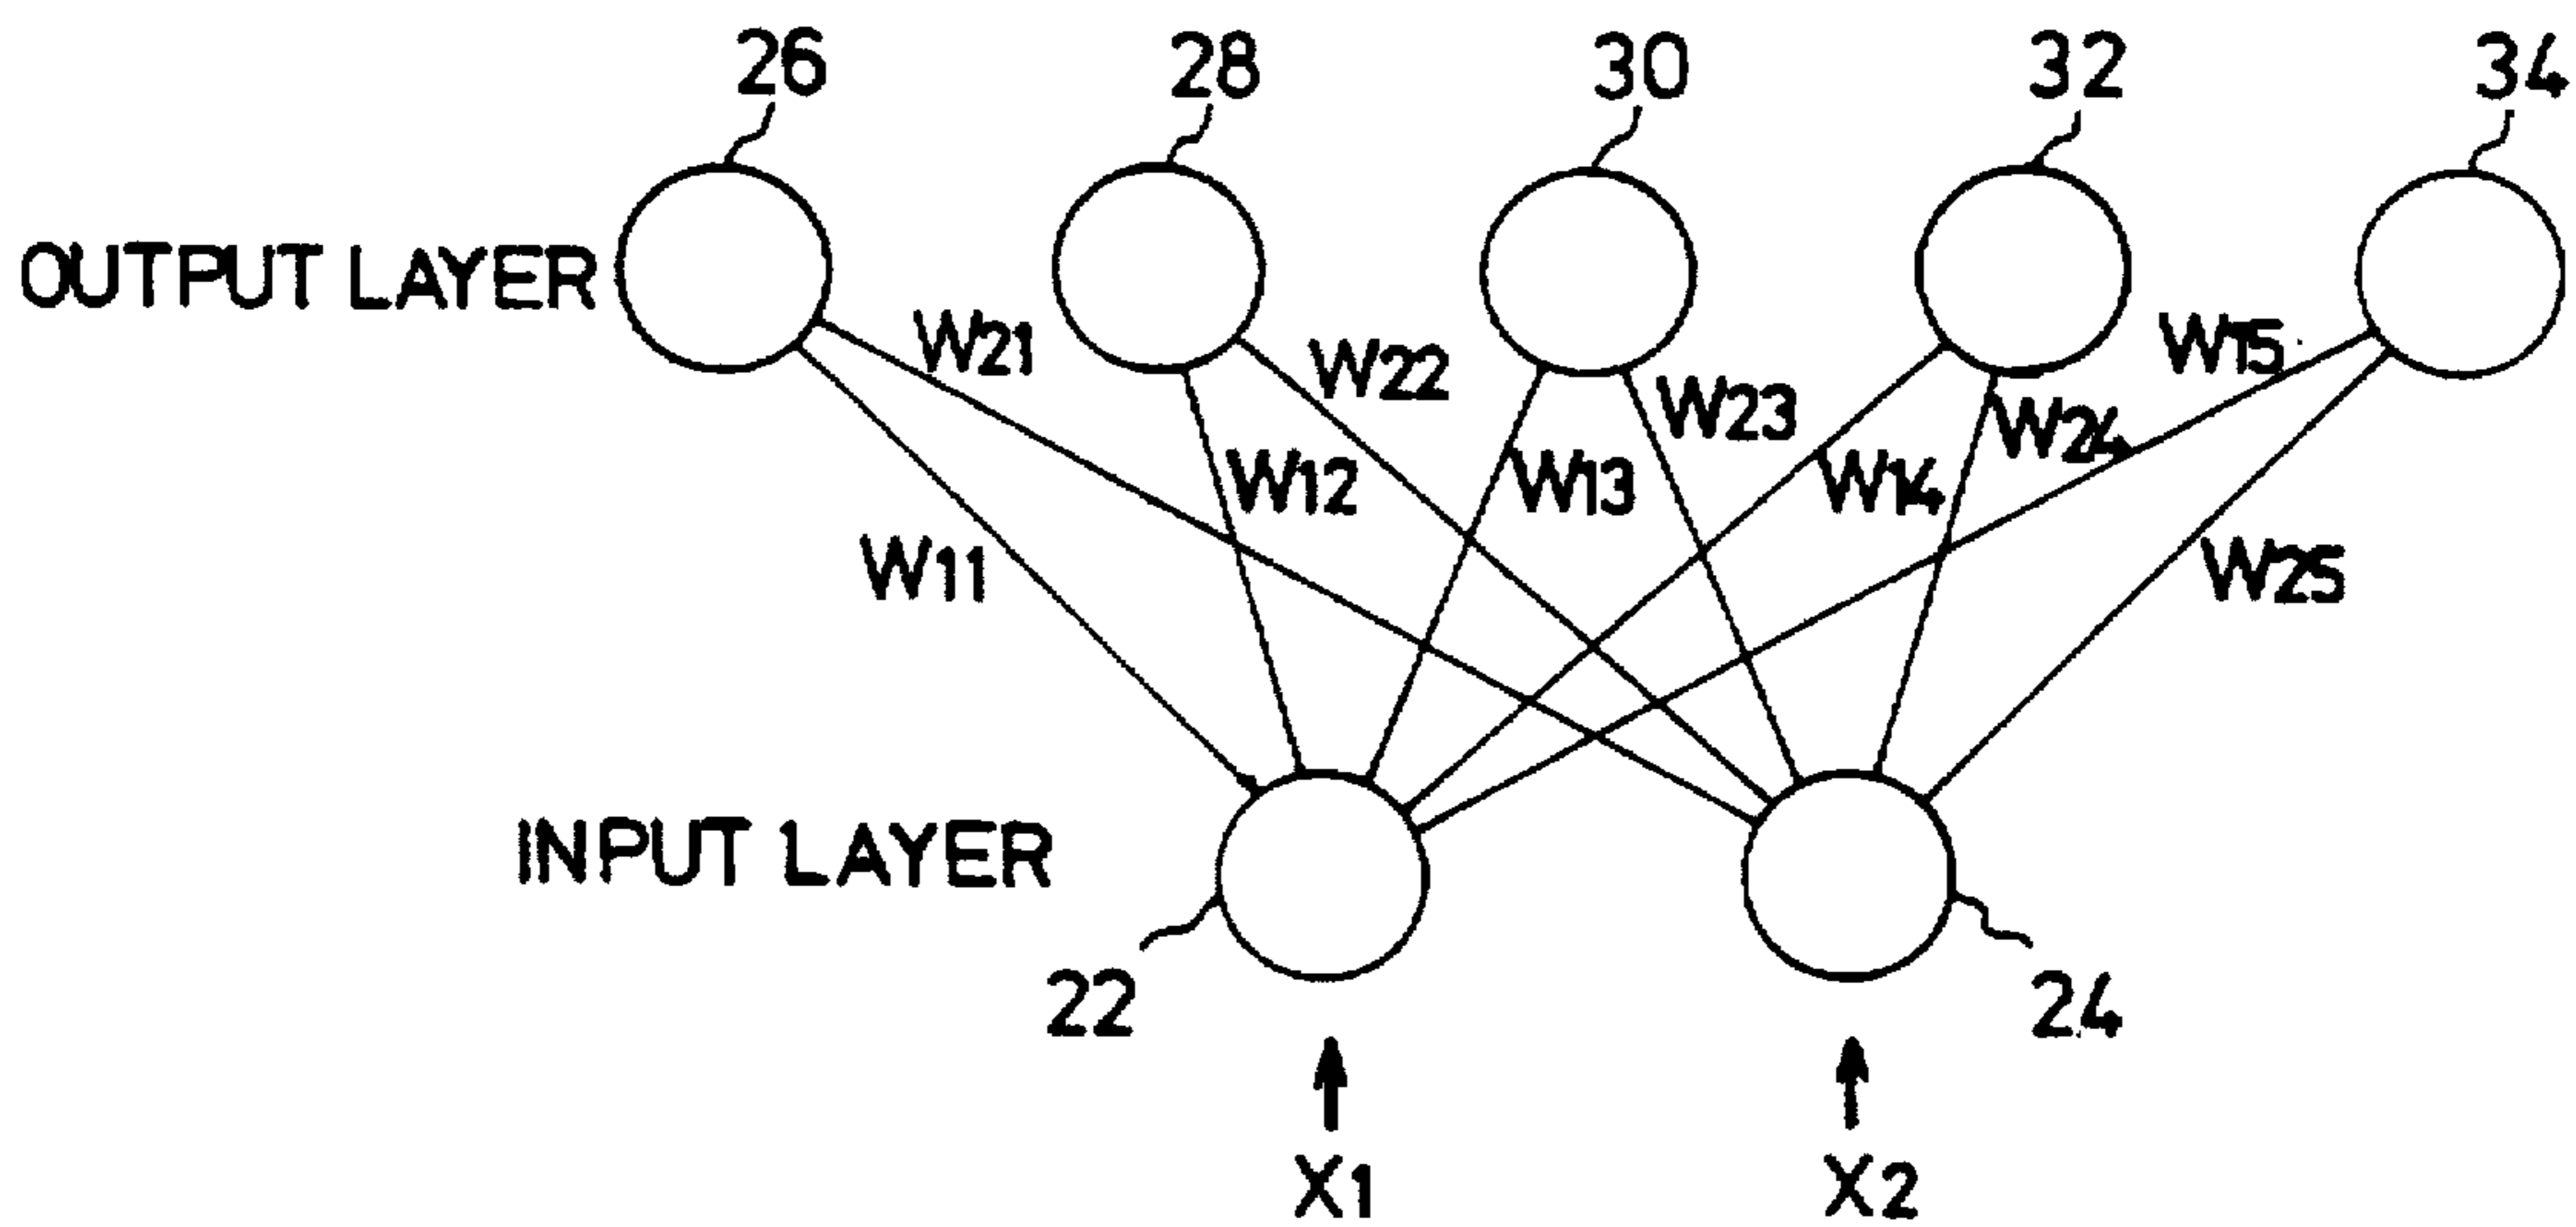 26 28 30 32 34
OUTPUT LAYER
W21 W22 W23 W24 W15
W11 W12 W13 W14 W25
INPUT LAYER
22 24
X1 X2